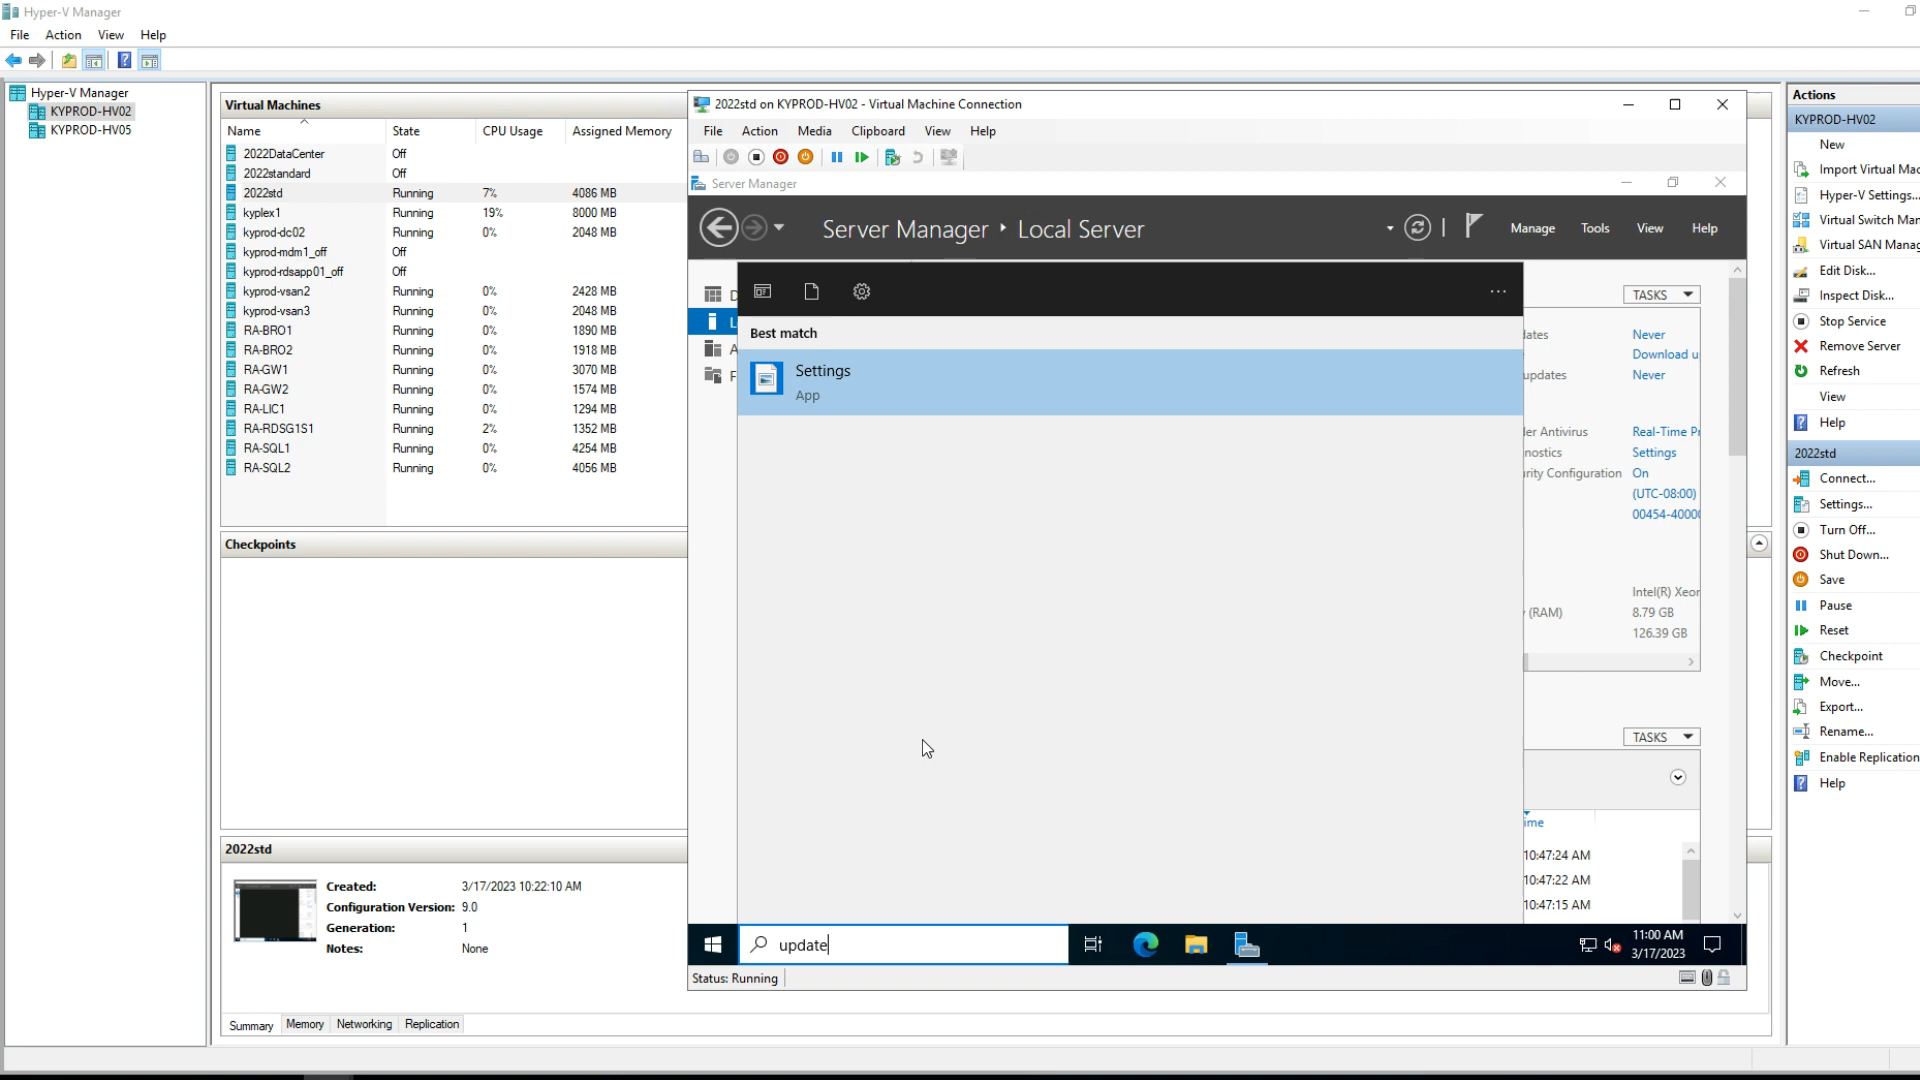 Hyper-V Manager
File Action View Help
Hyper-V Manager
KYPROD-HV02
KYPROD-HV05
Virtual Machines
Name State CPU Usage Assigned Memory
2022DataCenter Off
2022standard Off
2022std Running 7% 4086 MB
kyplex1 Running 19% 8000 MB
kyprod-dc02 Running 0% 2048 MB
kyprod-mdm1_off Off
kyprod-rdsapp01_off Off
kyprod-vsan2 Running 0% 2428 MB
kyprod-vsan3 Running 0% 2048 MB
RA-BRO1 Running 0% 1890 MB
RA-BRO2 Running 0% 1918 MB
RA-GW1 Running 0% 3070 MB
RA-GW2 Running 0% 1574 MB
RA-LIC1 Running 0% 1294 MB
RA-RDSG1S1 Running 2% 1352 MB
RA-SQL1 Running 0% 4254 MB
RA-SQL2 Running 0% 4056 MB
Checkpoints
2022std
Created: 3/17/2023 10:22:10 AM
Configuration Version: 9.0
Generation: 1
Notes: None
Summary Memory Networking Replication
2022std on KYPROD-HV02 - Virtual Machine Connection
File Action Media Clipboard View Help
Server Manager
Server Manager Local Server
Manage Tools View Help
D
L
A
F
Best match
Settings
App
TASKS
dates Never
Download u
updates Never
der Antivirus Real-Time Pr
nostics Settings
urity Configuration On
(UTC-08:00)
00454-4000
Intel(R) Xeor
(RAM) 8.79 GB
126.39 GB
TASKS
ime
10:47:24 AM
10:47:22 AM
10:47:15 AM
update
11:00 AM
3/17/2023
Status: Running
Actions
KYPROD-HV02
New
Import Virtual Mac
Hyper-V Settings...
Virtual Switch Man
Virtual SAN Manag
Edit Disk...
Inspect Disk...
Stop Service
Remove Server
Refresh
View
Help
2022std
Connect...
Settings...
Turn Off...
Shut Down...
Save
Pause
Reset
Checkpoint
Move...
Export...
Rename...
Enable Replication
Help